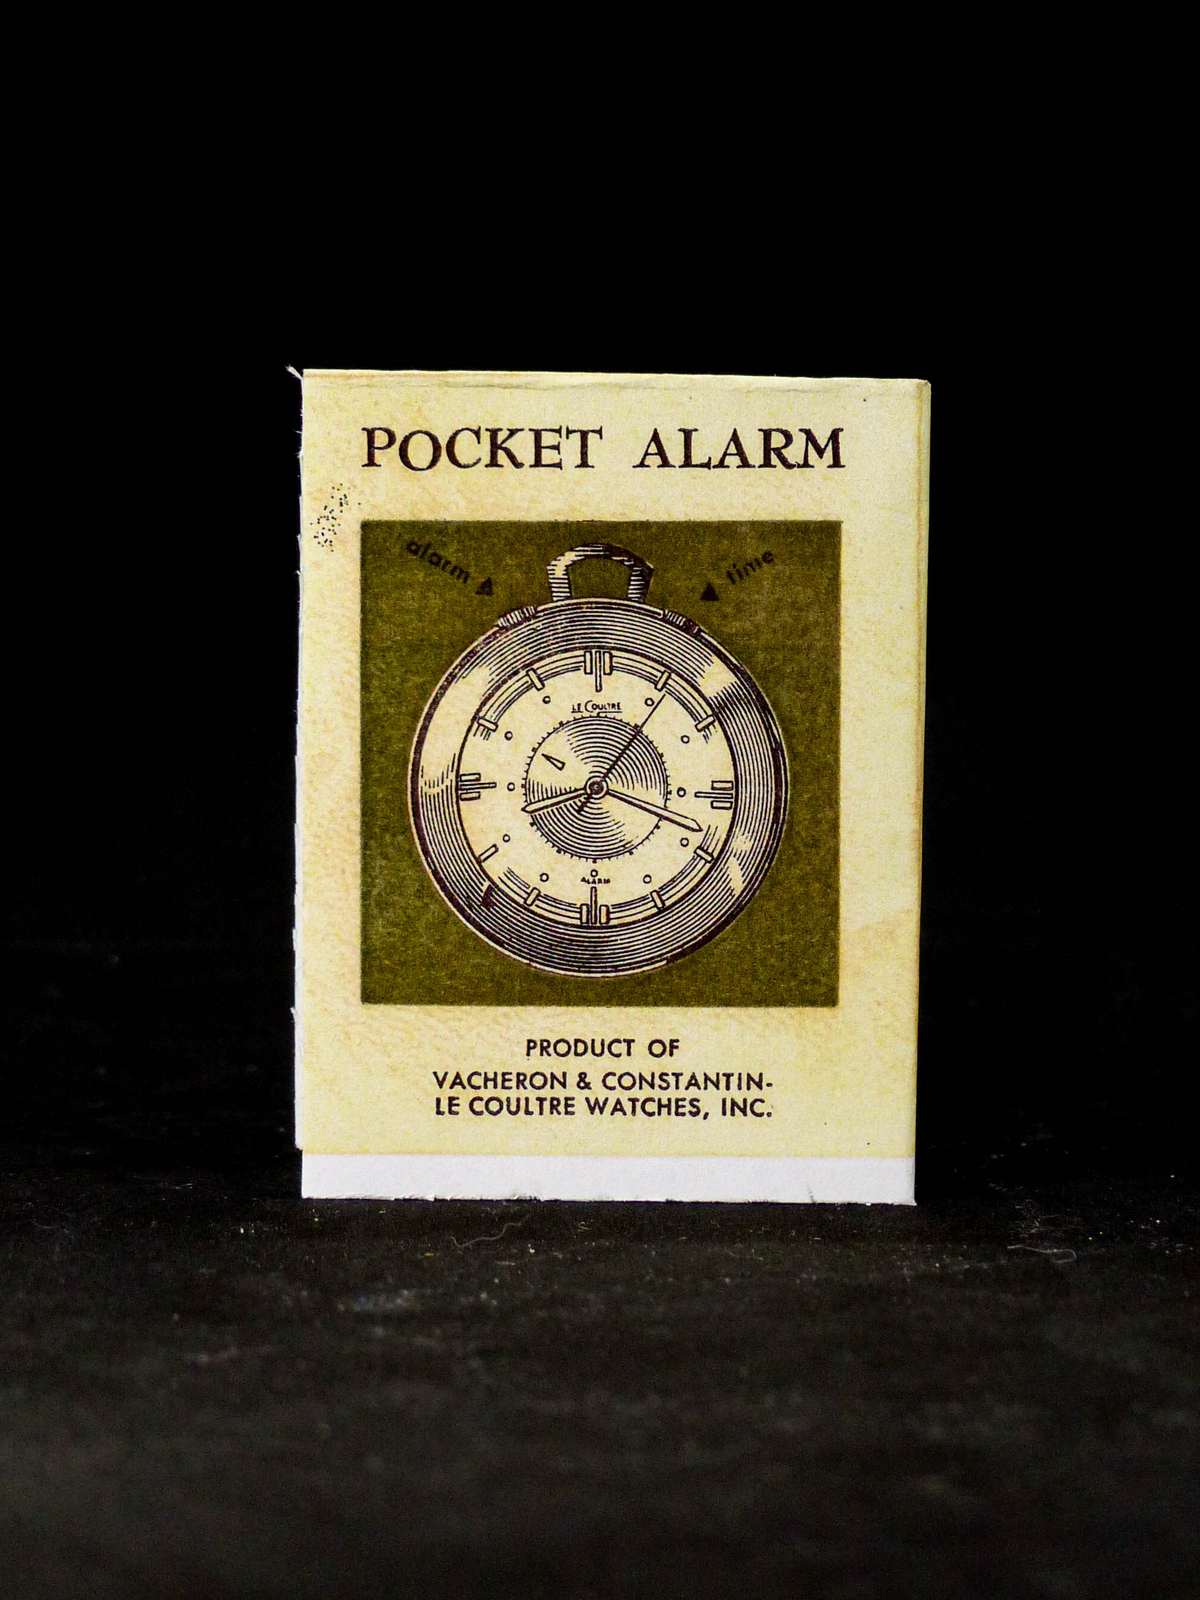 POCKET ALARM
alarm
time
LE COULTRE
ALARM
PRODUCT OF
VACHERON & CONSTANTIN-
LE COULTRE WATCHES, INC.